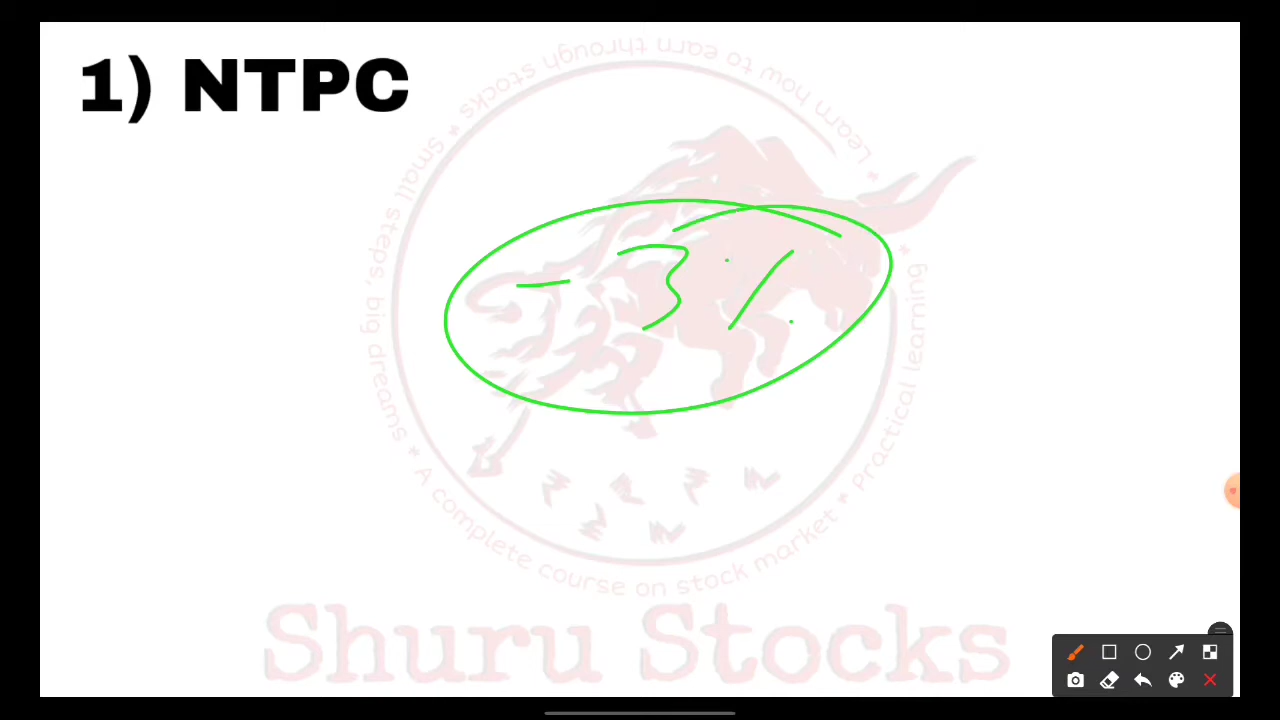 1) NTPC
- 3%
Small steps, big dreams * A complete course on stock market * Practical learning * Learn how to earn through stocks *
Shuru Stocks